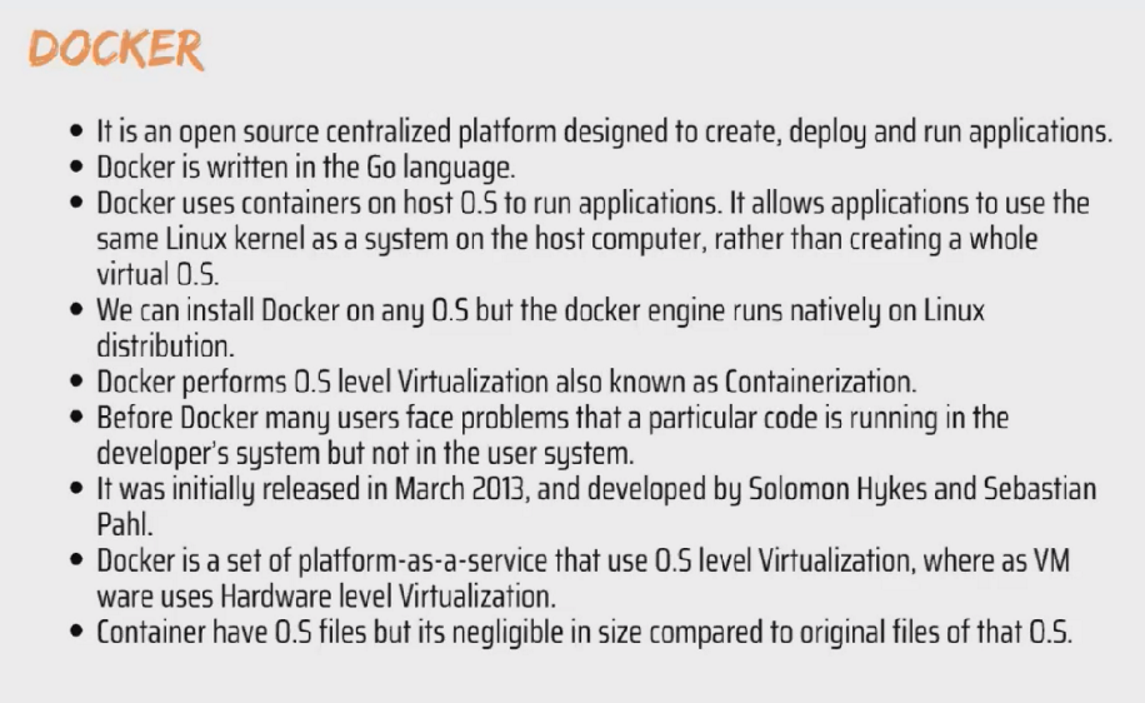 DOCKER
• It is an open source centralized platform designed to create, deploy and run applications.
• Docker is written in the Go language.
• Docker uses containers on host O.S to run applications. It allows applications to use the
same Linux kernel as a system on the host computer, rather than creating a whole
virtual O.S.
• We can install Docker on any O.S but the docker engine runs natively on Linux
distribution.
• Docker performs O.S level Virtualization also known as Containerization.
• Before Docker many users face problems that a particular code is running in the
developer's system but not in the user system.
• It was initially released in March 2013, and developed by Solomon Hykes and Sebastian
Pahl.
• Docker is a set of platform-as-a-service that use O.S level Virtualization, where as VM
ware uses Hardware level Virtualization.
• Container have O.S files but its negligible in size compared to original files of that O.S.